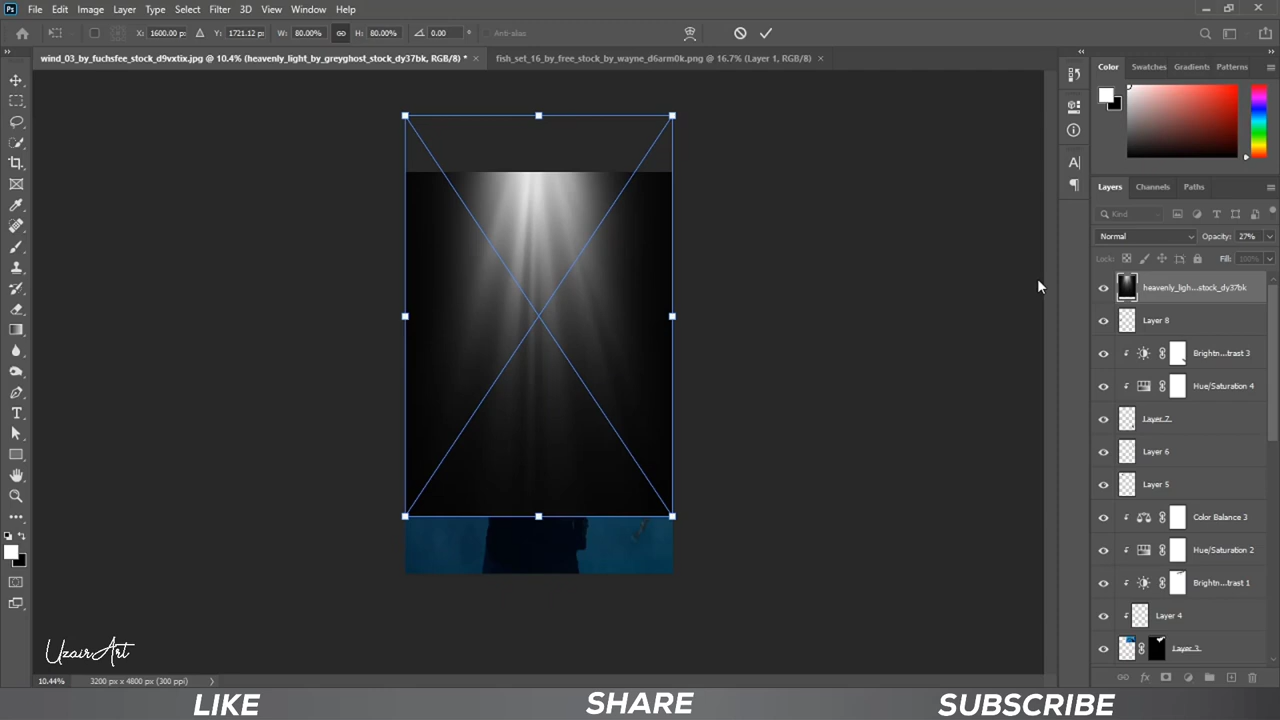 Ps File Edit Image Layer Type Select Filter 3D View Window Help
X: 1600.00 px Y: 1721.12 px W: 80.00% H: 80.00% 0.00 ° Anti-alias
wind_03_by_fuchsfee_stock_d9vxtix.jpg @ 10.4% (heavenly_light_by_greyghost_stock_dy37bk, RGB/8) * ×
fish_set_16_by_free_stock_by_wayne_d6arm0k.png @ 16.7% (Layer 1, RGB/8) ×
Color Swatches Gradients Patterns
Layers Channels Paths
Kind
Normal Opacity: 27%
Lock: Fill: 100%
heavenly_ligh...stock_dy37bk
Layer 8
Brightn...trast 3
Hue/Saturation 4
Layer 7
Layer 6
Layer 5
Color Balance 3
Hue/Saturation 2
Brightn...trast 1
Layer 4
Layer 3
UzairArt
10.44% 3200 px x 4800 px (300 ppi)
LIKE SHARE SUBSCRIBE